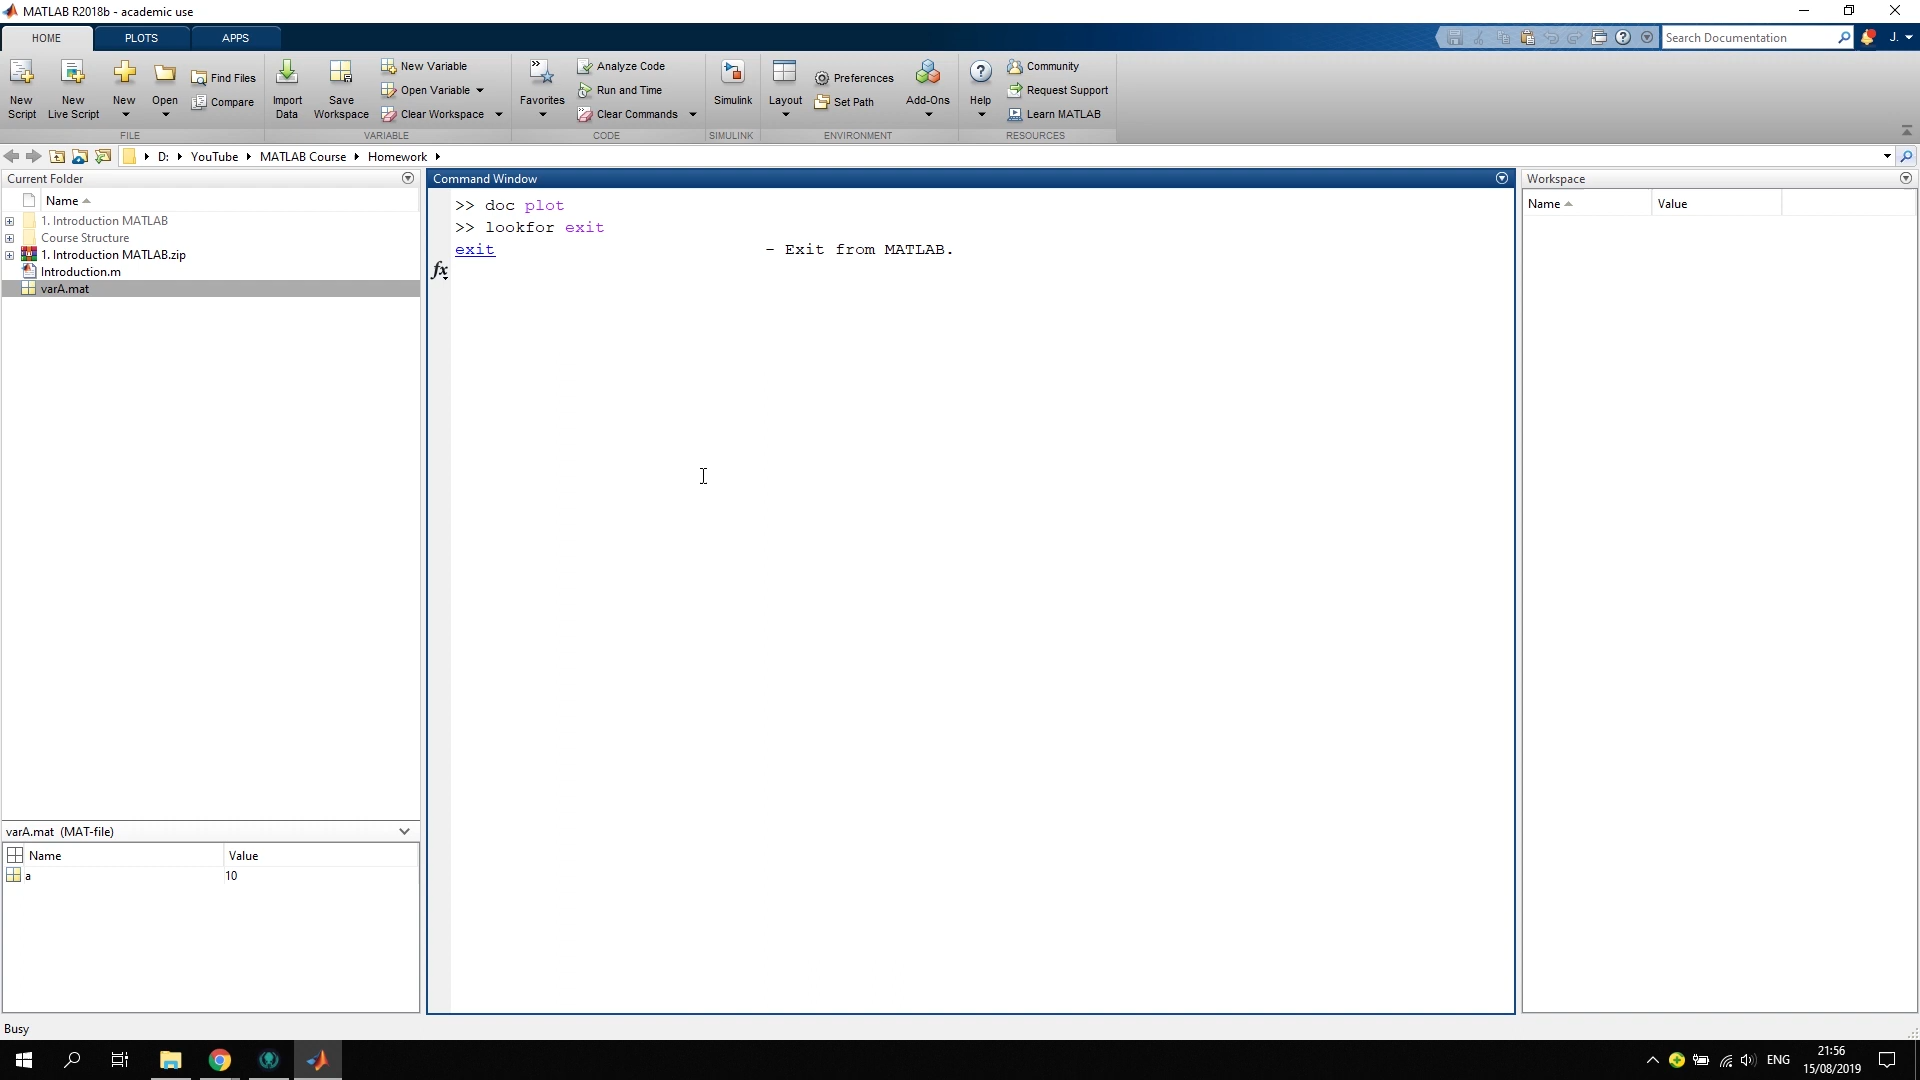 MATLAB R2018b - academic use
HOME PLOTS APPS
Search Documentation
J.
New Script
New Live Script
New
Open
Find Files
Compare
Import Data
Save Workspace
New Variable
Open Variable
Clear Workspace
Favorites
Analyze Code
Run and Time
Clear Commands
Simulink
Layout
Preferences
Set Path
Add-Ons
Help
Community
Request Support
Learn MATLAB
FILE VARIABLE CODE SIMULINK ENVIRONMENT RESOURCES
D: YouTube MATLAB Course Homework
Current Folder
Name
1. Introduction MATLAB
Course Structure
1. Introduction MATLAB.zip
Introduction.m
varA.mat
Command Window
>> doc plot
>> lookfor exit
exit - Exit from MATLAB.
fx
Workspace
Name Value
varA.mat (MAT-file)
Name Value
a 10
Busy
ENG
21:56
15/08/2019